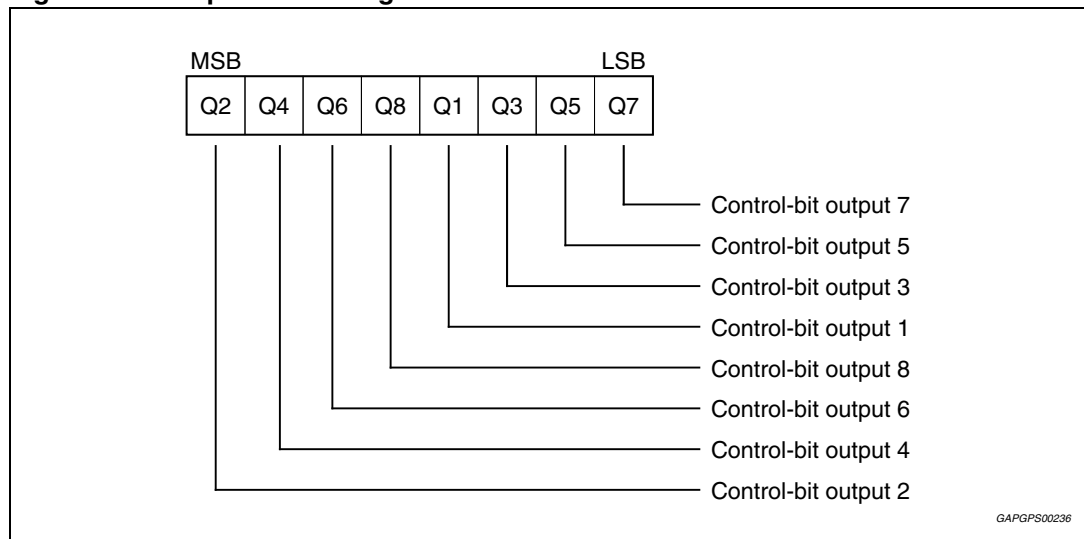 MSB LSB
Q2 Q4 Q6 Q8 Q1 Q3 Q5 Q7
Control-bit output 7
Control-bit output 5
Control-bit output 3
Control-bit output 1
Control-bit output 8
Control-bit output 6
Control-bit output 4
Control-bit output 2
GAPGPS00236